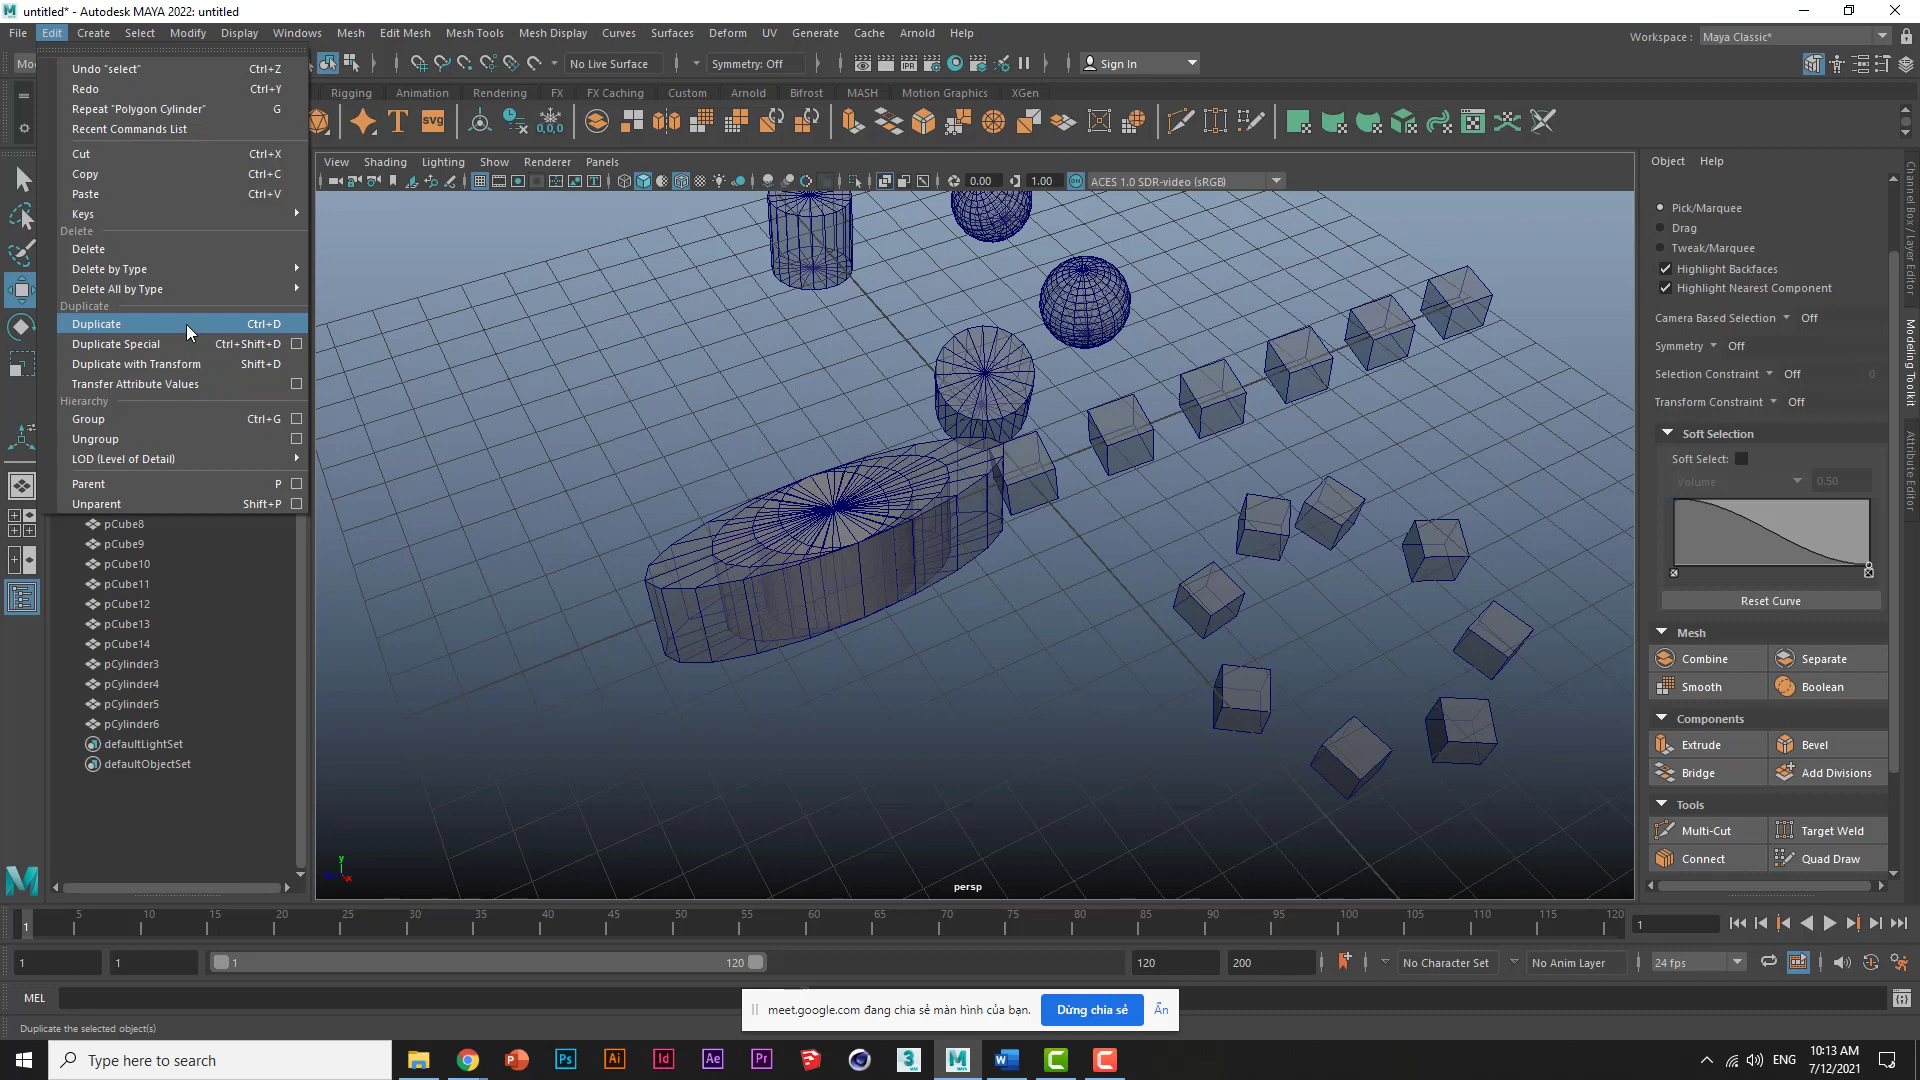 untitled* - Autodesk MAYA 2022: untitled
File Edit Create Select Modify Display Windows Mesh Edit Mesh Mesh Tools Mesh Display Curves Surfaces Deform UV Generate Cache Arnold Help
Workspace : Maya Classic*
No Live Surface Symmetry: Off Sign In
Rigging Animation Rendering FX FX Caching Custom Arnold Bifrost MASH Motion Graphics XGen
Undo "select" Ctrl+Z
Redo Ctrl+Y
Repeat "Polygon Cylinder" G
Recent Commands List
Cut Ctrl+X
Copy Ctrl+C
Paste Ctrl+V
Keys
Delete
Delete
Delete by Type
Delete All by Type
Duplicate
Duplicate Ctrl+D
Duplicate Special Ctrl+Shift+D
Duplicate with Transform Shift+D
Transfer Attribute Values
Hierarchy
Group Ctrl+G
Ungroup
LOD (Level of Detail)
Parent P
Unparent Shift+P
pCube8
pCube9
pCube10
pCube11
pCube12
pCube13
pCube14
pCylinder3
pCylinder4
pCylinder5
pCylinder6
defaultLightSet
defaultObjectSet
View Shading Lighting Show Renderer Panels
0.00 1.00 ACES 1.0 SDR-video (sRGB)
persp
Object Help
Pick/Marquee
Drag
Tweak/Marquee
Highlight Backfaces
Highlight Nearest Component
Camera Based Selection Off
Symmetry Off
Selection Constraint Off 0
Transform Constraint Off
Soft Selection
Soft Select:
Volume 0.50
Reset Curve
Mesh
Combine Separate
Smooth Boolean
Components
Extrude Bevel
Bridge Add Divisions
Tools
Multi-Cut Target Weld
Connect Quad Draw
Channel Box / Layer Editor
Modeling Toolkit
Attribute Editor
1 5 10 15 20 25 30 35 40 45 50 55 60 65 70 75 80 85 90 95 100 105 110 115 120 1
1 1 1 120 120 200 No Character Set No Anim Layer 24 fps
MEL
meet.google.com đang chia sẻ màn hình của bạn. Dừng chia sẻ Ẩn
Duplicate the selected object(s)
Type here to search
ENG
10:13 AM
7/12/2021